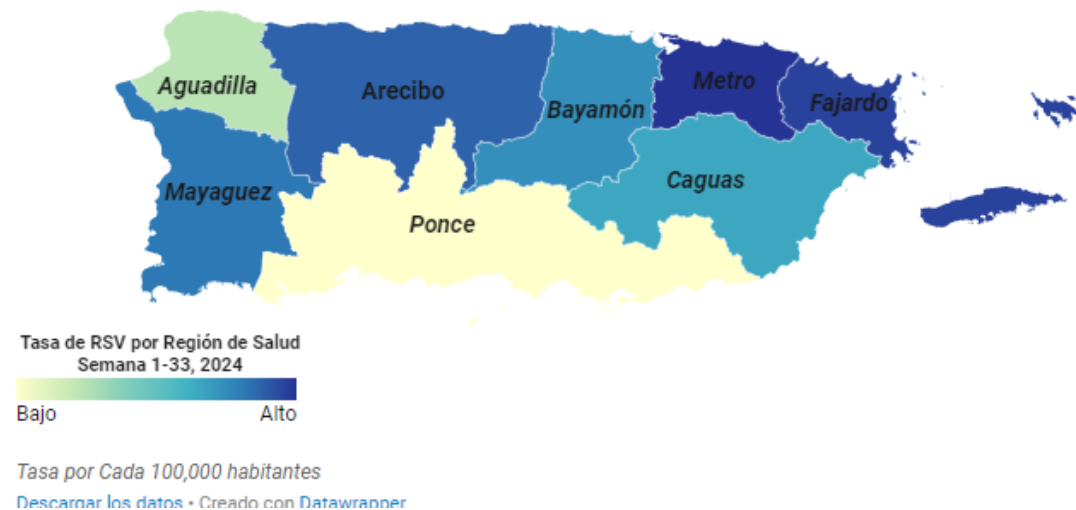 Aguadilla
Arecibo
Bayamón
Metro
Fajardo
Mayaguez
Caguas
Ponce
Tasa de RSV por Región de Salud
Semana 1-33, 2024
Bajo Alto
Tasa por Cada 100,000 habitantes
Descargar los datos • Creado con Datawrapper